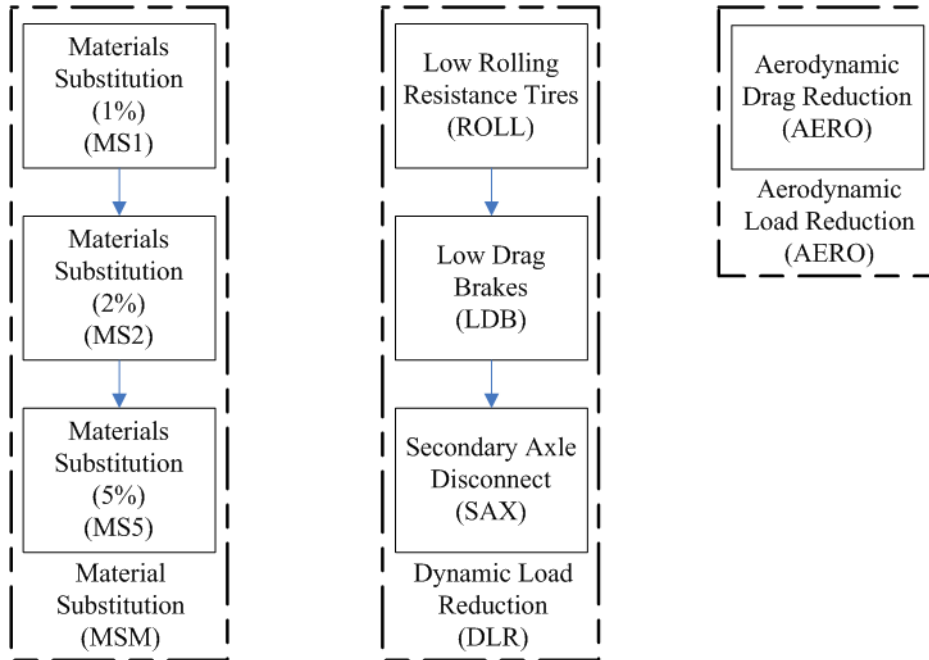 Materials
Substitution
(1%)
(MS1)
Materials
Substitution
(2%)
(MS2)
Materials
Substitution
(5%)
(MS5)
Material
Substitution
(MSM)
Low Rolling
Resistance Tires
(ROLL)
Low Drag
Brakes
(LDB)
Secondary Axle
Disconnect
(SAX)
Dynamic Load
Reduction
(DLR)
Aerodynamic
Drag Reduction
(AERO)
Aerodynamic
Load Reduction
(AERO)